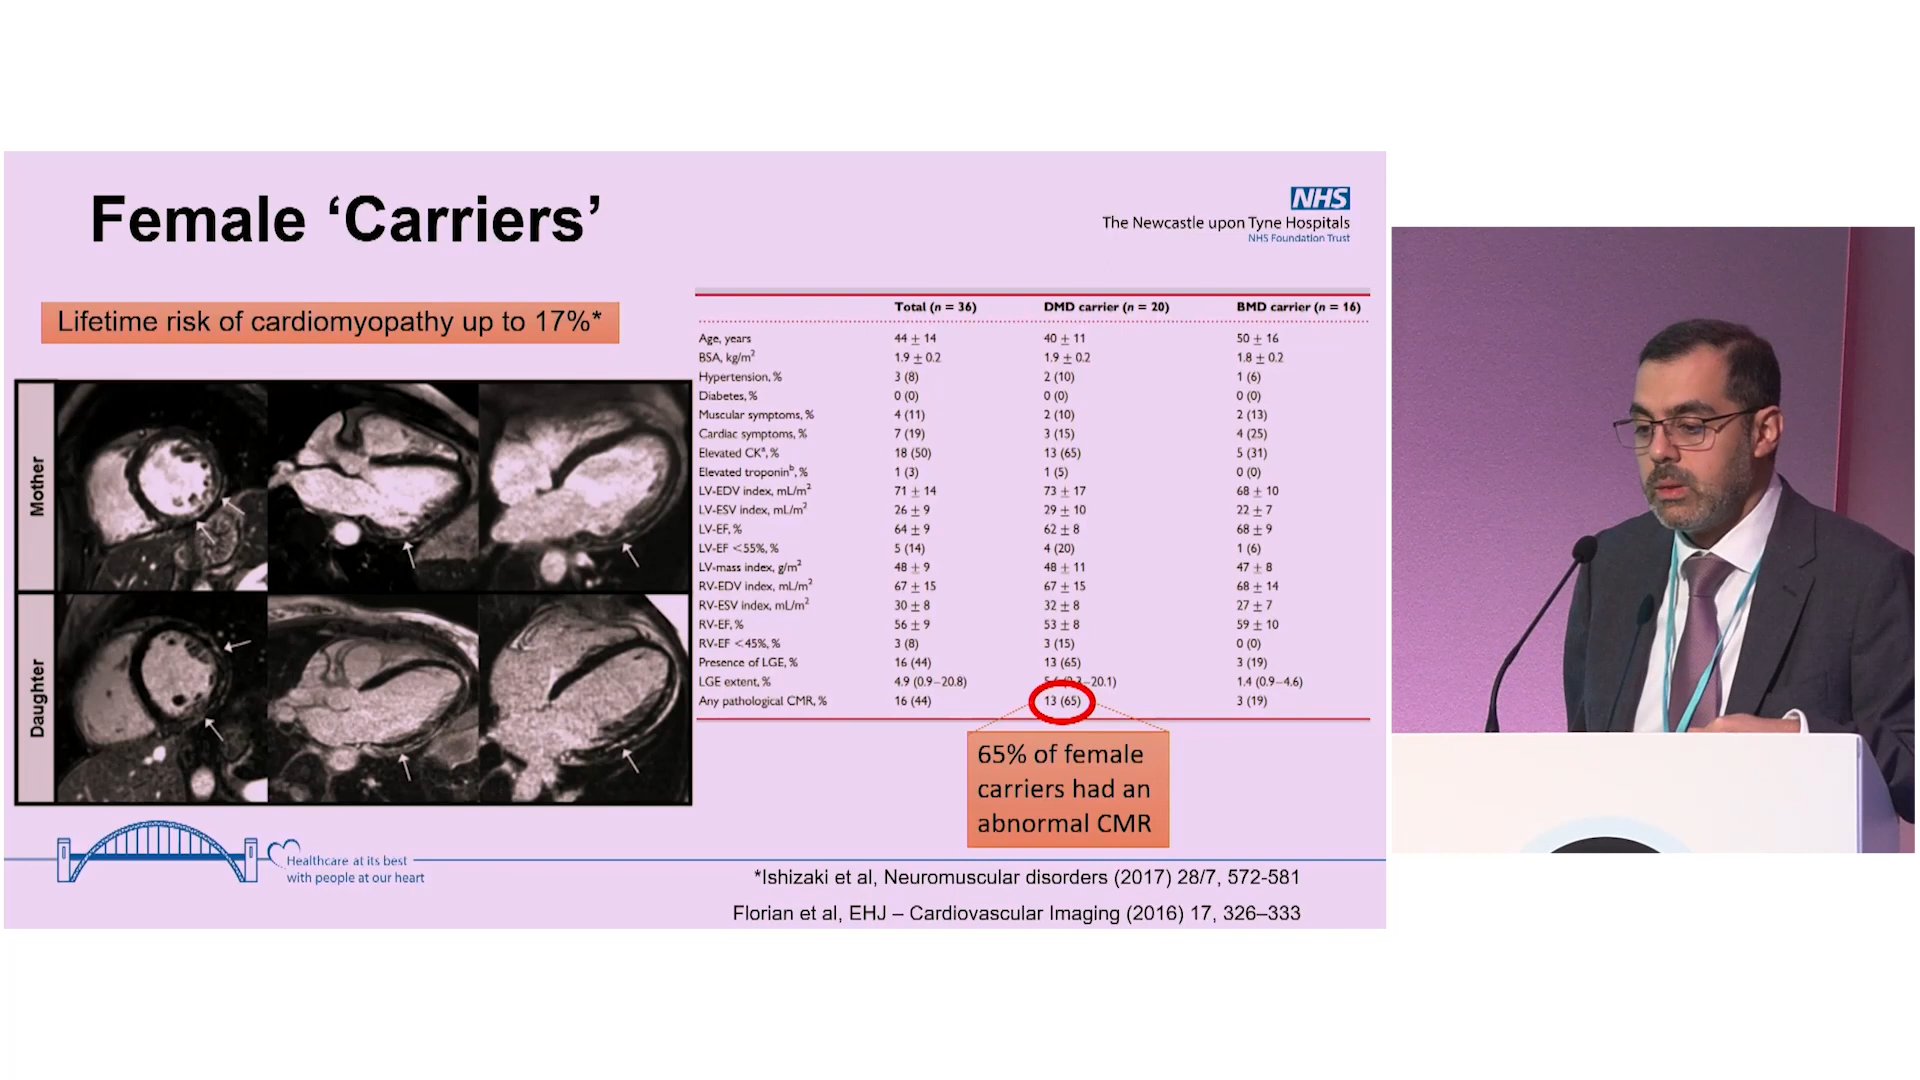 Female ‘Carriers’
NHS
The Newcastle upon Tyne Hospitals
NHS Foundation Trust
Lifetime risk of cardiomyopathy up to 17%*
Mother
Daughter
Total (n = 36) DMD carrier (n = 20) BMD carrier (n = 16)
Age, years 44 ± 14 40 ± 11 50 ± 16
BSA, kg/m² 1.9 ± 0.2 1.9 ± 0.2 1.8 ± 0.2
Hypertension, % 3 (8) 2 (10) 1 (6)
Diabetes, % 0 (0) 0 (0) 0 (0)
Muscular symptoms, % 4 (11) 2 (10) 2 (13)
Cardiac symptoms, % 7 (19) 3 (15) 4 (25)
Elevated CKᵃ, % 18 (50) 13 (65) 5 (31)
Elevated troponinᵇ, % 1 (3) 1 (5) 0 (0)
LV-EDV index, mL/m² 71 ± 14 73 ± 17 68 ± 10
LV-ESV index, mL/m² 26 ± 9 29 ± 10 22 ± 7
LV-EF, % 64 ± 9 62 ± 8 68 ± 9
LV-EF <55%, % 5 (14) 4 (20) 1 (6)
LV-mass index, g/m² 48 ± 9 48 ± 11 47 ± 8
RV-EDV index, mL/m² 67 ± 15 67 ± 15 68 ± 14
RV-ESV index, mL/m² 30 ± 8 32 ± 8 27 ± 7
RV-EF, % 56 ± 9 53 ± 8 59 ± 10
RV-EF <45%, % 3 (8) 3 (15) 0 (0)
Presence of LGE, % 16 (44) 13 (65) 3 (19)
LGE extent, % 4.9 (0.9–20.8) 1.4 (0.9–4.6)
Any pathological CMR, % 16 (44) 13 (65) 3 (19)
65% of female
carriers had an
abnormal CMR
Healthcare at its best
with people at our heart
*Ishizaki et al, Neuromuscular disorders (2017) 28/7, 572-581
Florian et al, EHJ – Cardiovascular Imaging (2016) 17, 326–333